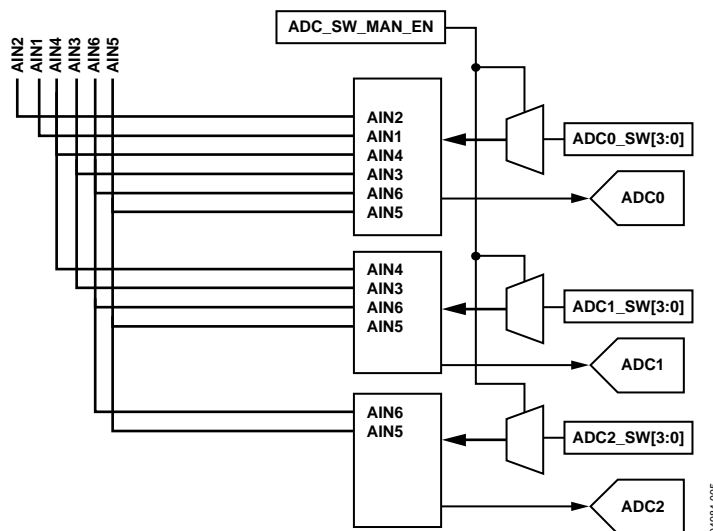 ADC_SW_MAN_EN
AIN2
AIN1
AIN4
AIN3
AIN6
AIN5
AIN2
AIN1
AIN4
AIN3
AIN6
AIN5
ADC0_SW[3:0]
ADC0
AIN4
AIN3
AIN6
AIN5
ADC1_SW[3:0]
ADC1
AIN6
AIN5
ADC2_SW[3:0]
ADC2